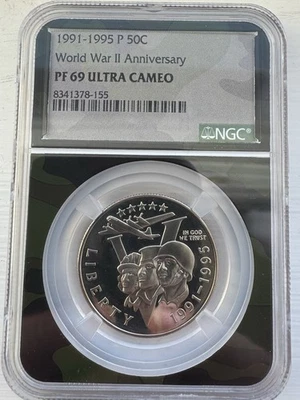 1991-1995 P 50C
World War II Anniversary
PF 69 ULTRA CAMEO
8341378-155
NGC
IN GOD
WE TRUST
LIBERTY
1991-1995